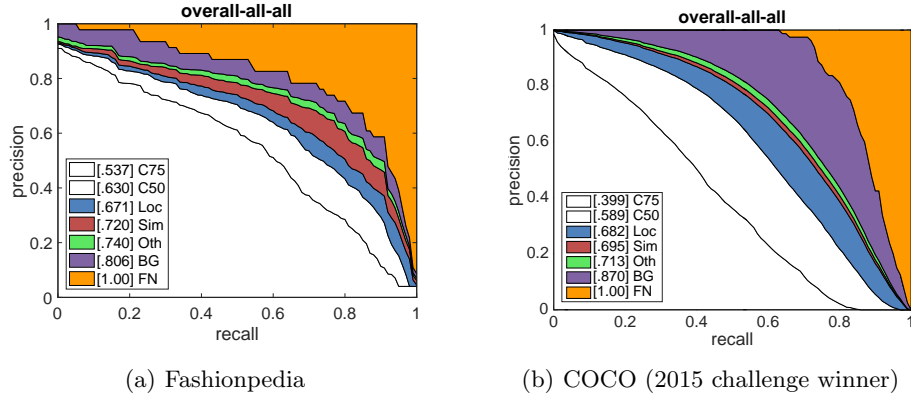 overall-all-all
precision
1
0.8
0.6
0.4
0.2
0
[.537] C75
[.630] C50
[.671] Loc
[.720] Sim
[.740] Oth
[.806] BG
[1.00] FN
0 0.2 0.4 0.6 0.8 1
recall
(a) Fashionpedia
overall-all-all
precision
1
0.8
0.6
0.4
0.2
0
[.399] C75
[.589] C50
[.682] Loc
[.695] Sim
[.713] Oth
[.870] BG
[1.00] FN
0 0.2 0.4 0.6 0.8 1
recall
(b) COCO (2015 challenge winner)